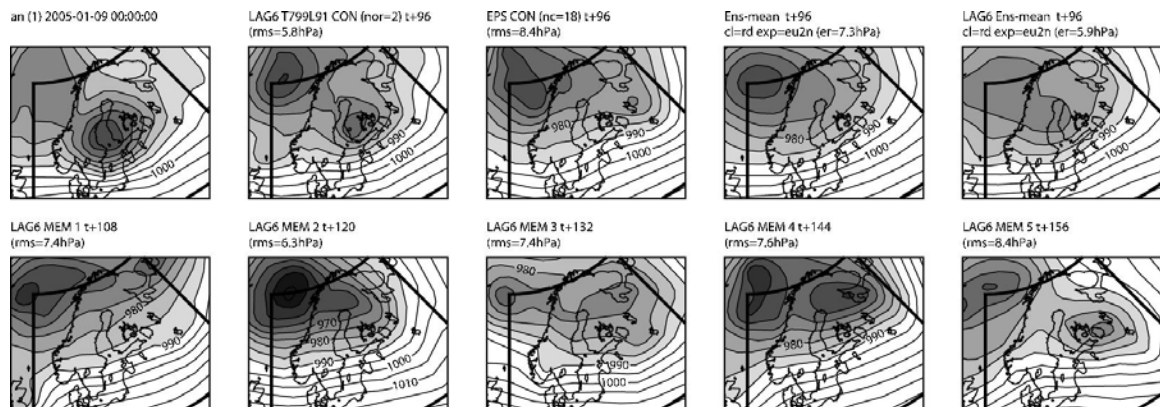 an (1) 2005-01-09 00:00:00
LAG6 T799L91 CON (nor=2) t+96
(rms=5.8hPa)
EPS CON (nc=18) t+96
(rms=8.4hPa)
Ens-mean t+96
cl=rd exp=eu2n (er=7.3hPa)
LAG6 Ens-mean t+96
cl=rd exp=eu2n (er=5.9hPa)
1000
990
1000
980
990
1000
980
990
1000
990
1000
LAG6 MEM 1 t+108
(rms=7.4hPa)
LAG6 MEM 2 t+120
(rms=6.3hPa)
LAG6 MEM 3 t+132
(rms=7.4hPa)
LAG6 MEM 4 t+144
(rms=7.6hPa)
LAG6 MEM 5 t+156
(rms=8.4hPa)
980
990
970
980
990
1000
1010
980
990
1000
980
990